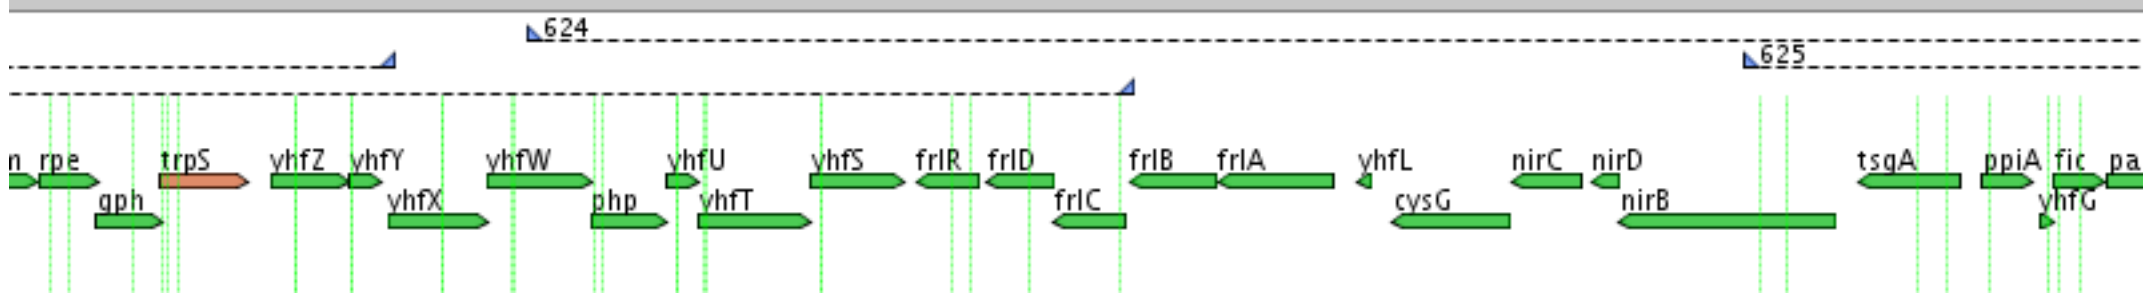 624
625
n rpe trpS yhfZ yhfY yhfW yhfU yhfS frlR frlD frlB frlA yhfL nirC nirD tsgA ppiA fic pa
gph yhfX php yhfT frlC cysG nirB yhfG